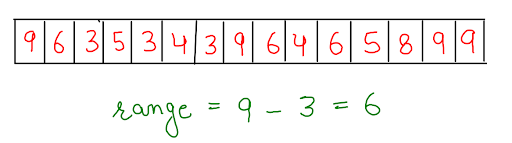 9 6 3 5 3 4 3 9 6 4 6 5 8 9 9
range = 9 - 3 = 6